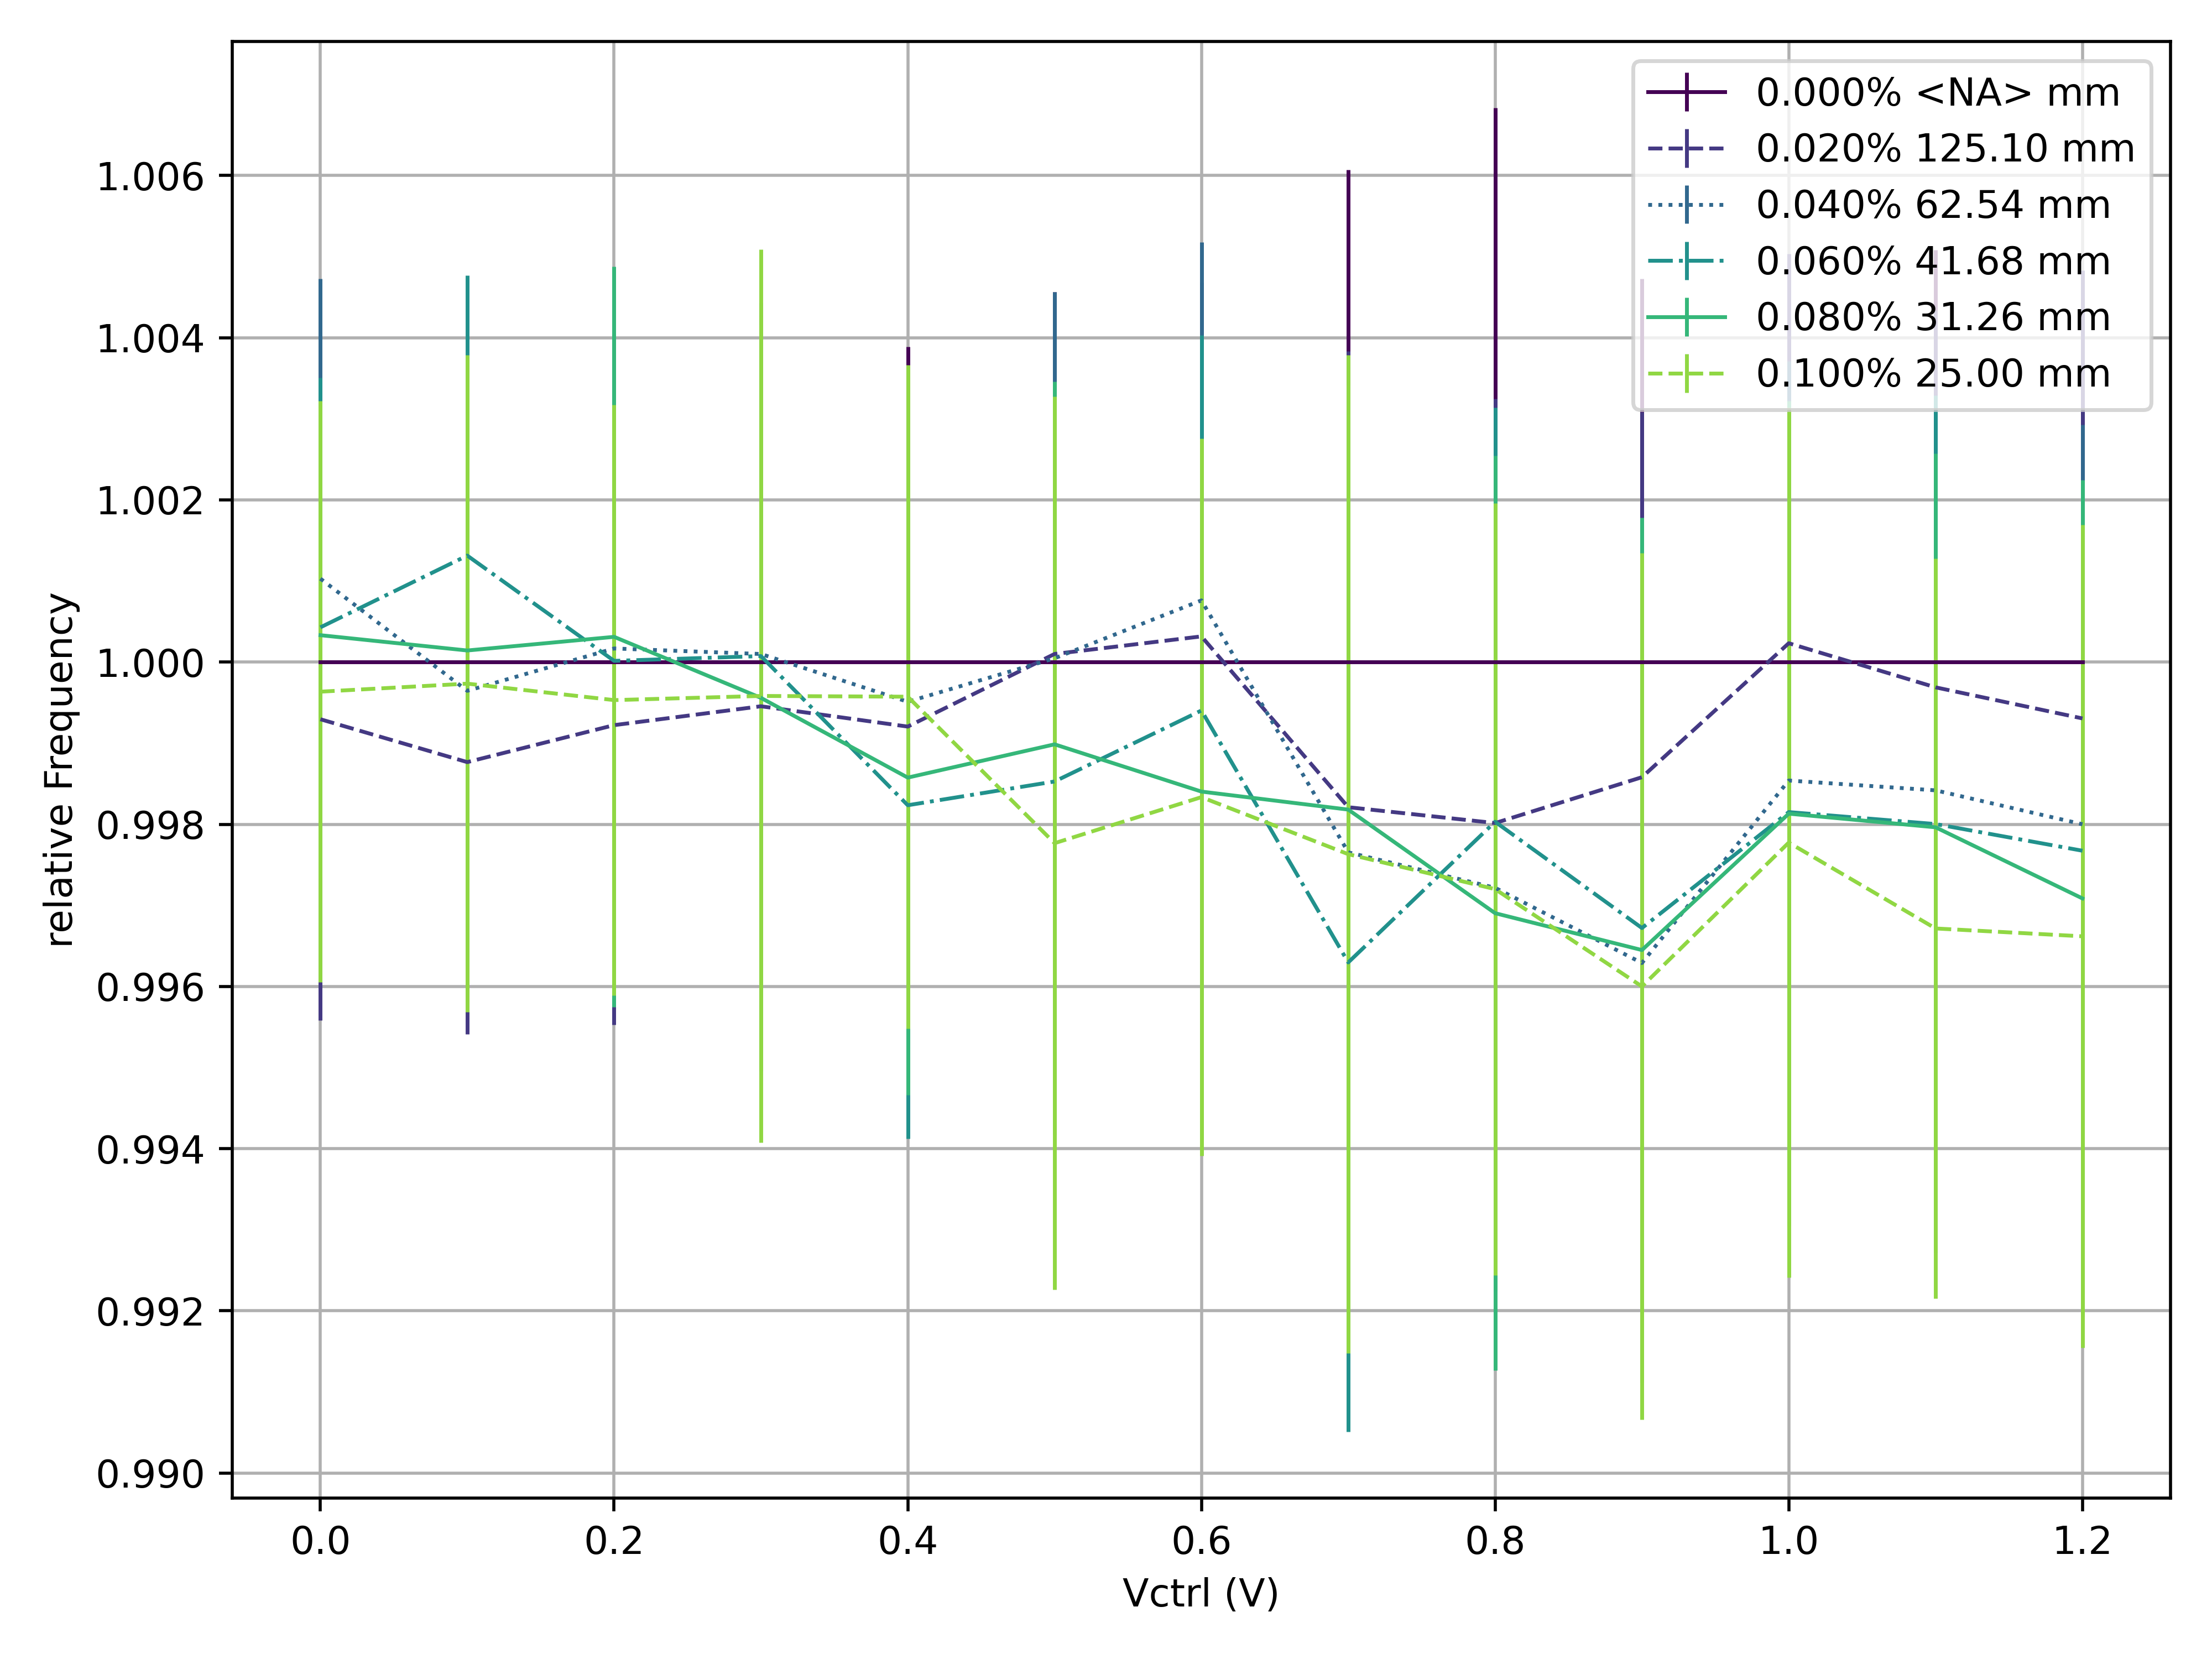 0.000% <NA> mm
0.020% 125.10 mm
0.040% 62.54 mm
0.060% 41.68 mm
0.080% 31.26 mm
0.100% 25.00 mm
1.006
1.004
1.002
1.000
0.998
0.996
0.994
0.992
0.990
relative Frequency
0.0 0.2 0.4 0.6 0.8 1.0 1.2
Vctrl (V)